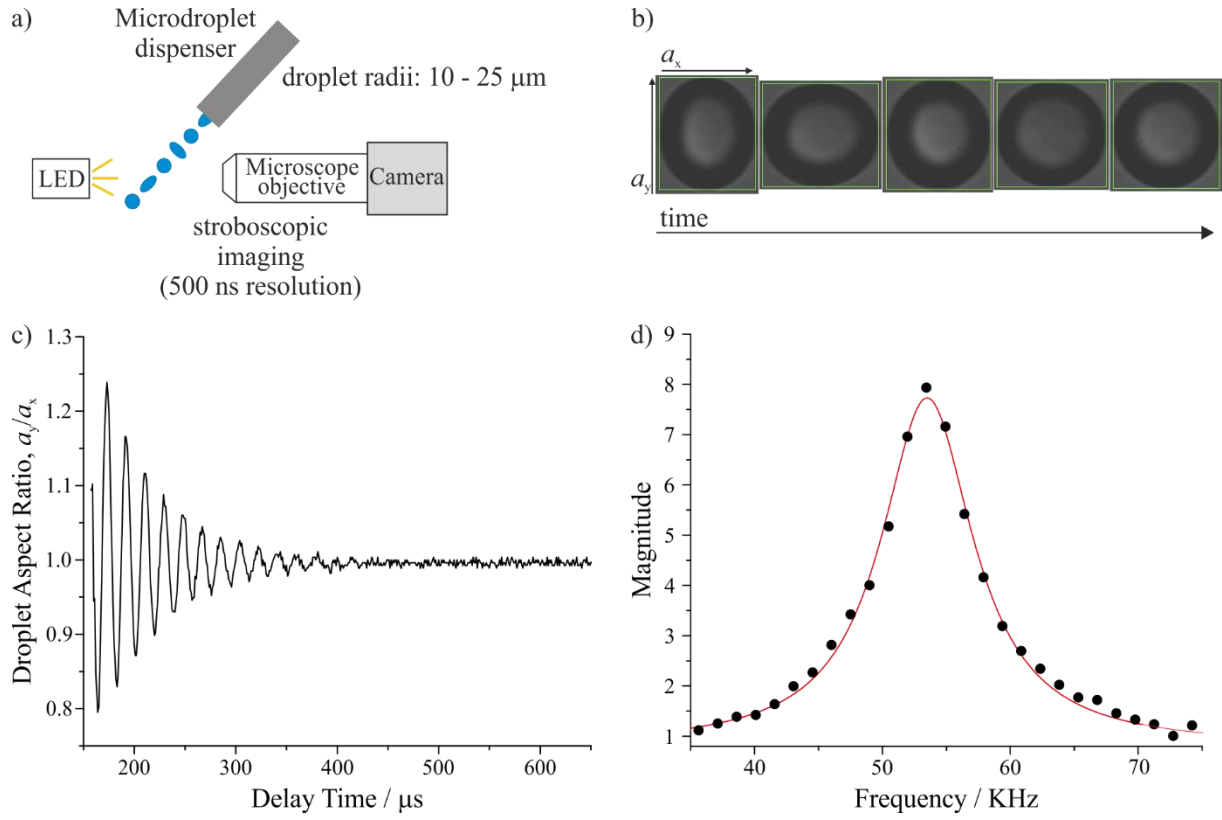 a)
Microdroplet
dispenser
droplet radii: 10 - 25 μm
LED
Microscope
objective
Camera
stroboscopic
imaging
(500 ns resolution)
b)
aₓ
a_y
time
c)
1.3
1.2
1.1
1.0
0.9
0.8
Droplet Aspect Ratio, a_y/aₓ
200
300
400
500
600
Delay Time / μs
d)
9
8
7
6
5
4
3
2
1
Magnitude
40
50
60
70
Frequency / KHz